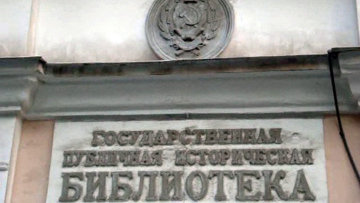 ГОСУДАРСТВЕННАЯ
ПУБЛИЧНАЯ ИСТОРИЧЕСКАЯ
БИБЛИОТЕКА